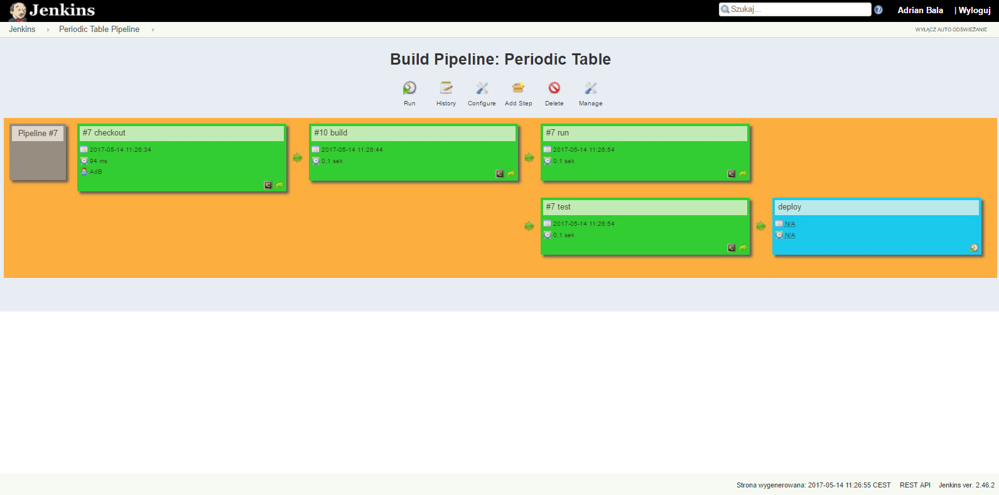 Jenkins
Szukaj...
Adrian Bala
| Wyloguj
Jenkins
Periodic Table Pipeline
WYŁĄCZ AUTO ODŚWIEŻANIE
Build Pipeline: Periodic Table
Run
History
Configure
Add Step
Delete
Manage
Pipeline #7
#7 checkout
2017-05-14 11:26:34
94 ms
AdB
#10 build
2017-05-14 11:26:44
0,1 sek
#7 run
2017-05-14 11:26:54
0,1 sek
#7 test
2017-05-14 11:26:54
0,1 sek
deploy
N/A
N/A
Strona wygenerowana: 2017-05-14 11:26:55 CEST
REST API
Jenkins ver. 2.46.2